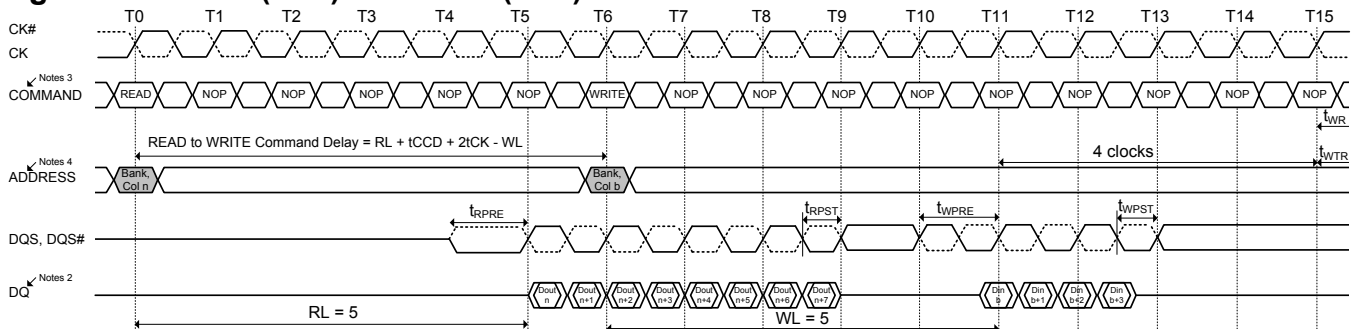 T0 T1 T2 T3 T4 T5 T6 T7 T8 T9 T10 T11 T12 T13 T14 T15
CK#
CK
Notes 3
COMMAND READ NOP NOP NOP NOP NOP WRITE NOP NOP NOP NOP NOP NOP NOP NOP NOP
tWR
READ to WRITE Command Delay = RL + tCCD + 2tCK - WL
4 clocks
tWTR
Notes 4
ADDRESS
Bank, Bank,
Col n Col b
tRPRE tRPST tWPRE tWPST
DQS, DQS#
Notes 2
DQ
Dout Dout Dout Dout Dout Dout Dout Dout Din Din Din Din
n n+1 n+2 n+3 n+4 n+5 n+6 n+7 b b+1 b+2 b+3
RL = 5 WL = 5